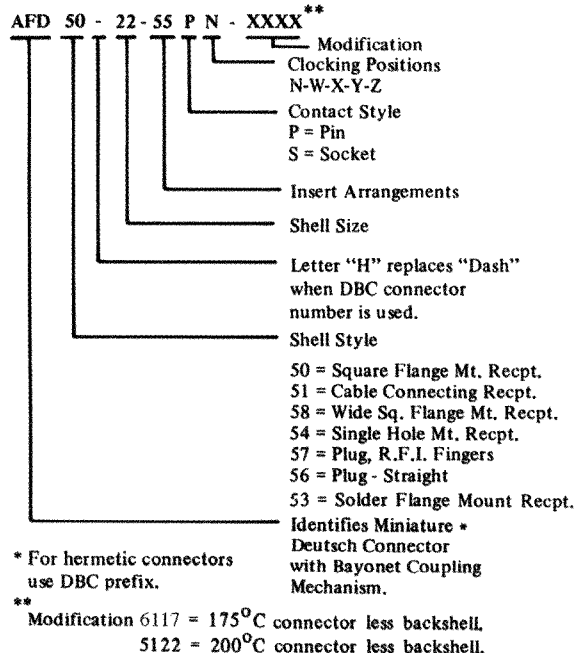 AFD 50 - 22 - 55 P N - XXXX**
Modification
Clocking Positions
N-W-X-Y-Z
Contact Style
P = Pin
S = Socket
Insert Arrangements
Shell Size
Letter “H” replaces “Dash”
when DBC connector
number is used.
Shell Style
50 = Square Flange Mt. Recpt.
51 = Cable Connecting Recpt.
58 = Wide Sq. Flange Mt. Recpt.
54 = Single Hole Mt. Recpt.
57 = Plug, R.F.I. Fingers
56 = Plug - Straight
53 = Solder Flange Mount Recpt.
Identifies Miniature *
Deutsch Connector
with Bayonet Coupling
Mechanism.
* For hermetic connectors
use DBC prefix.
**
Modification 6117 = 175°C connector less backshell.
5122 = 200°C connector less backshell.